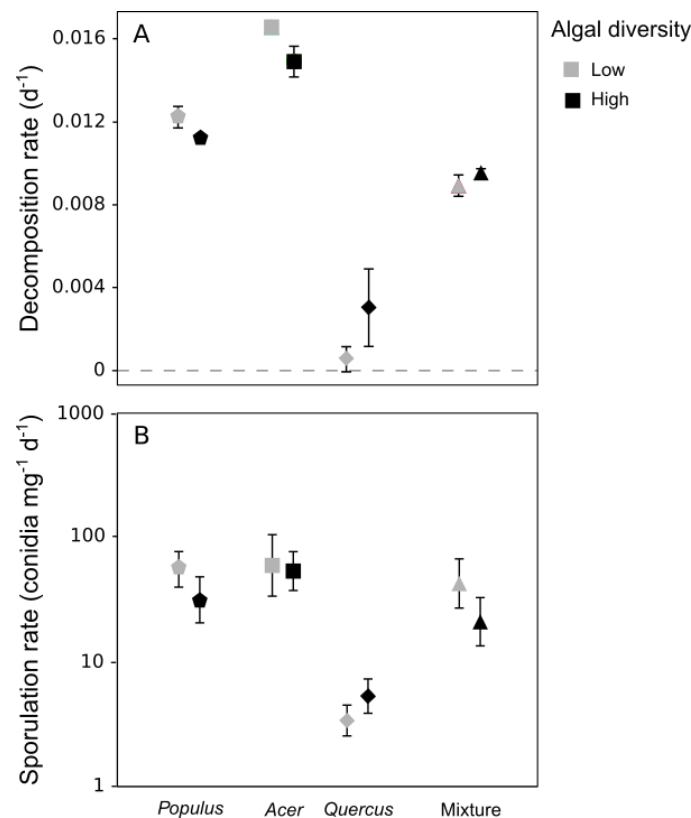 A
Algal diversity
Low
High
Decomposition rate (d⁻¹)
0.016
0.012
0.008
0.004
0
B
Sporulation rate (conidia mg⁻¹ d⁻¹)
1000
100
10
1
Populus Acer Quercus Mixture